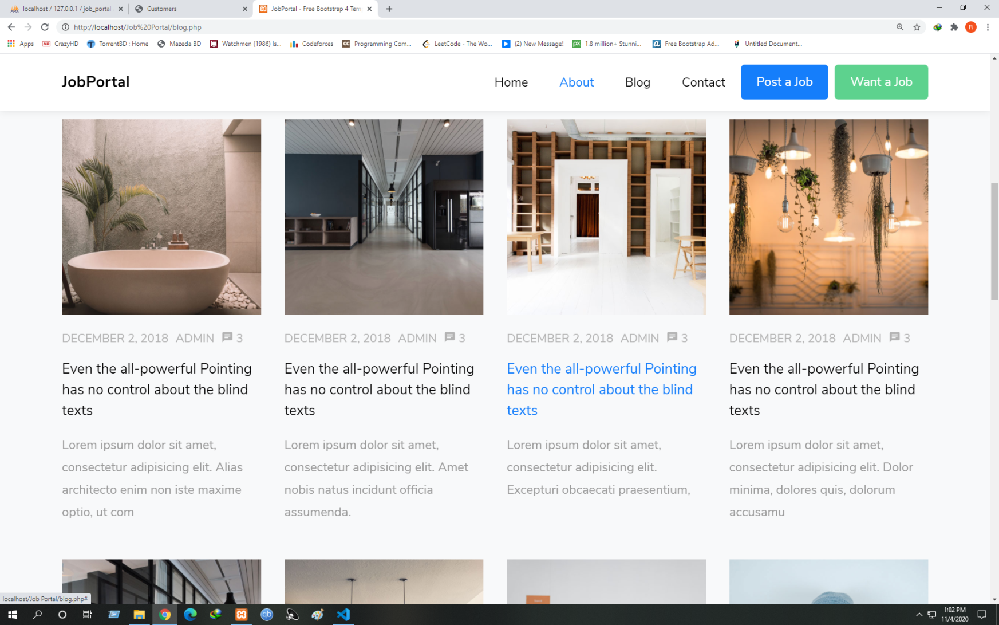 localhost / 127.0.0.1 / job_portal
Customers
JobPortal - Free Bootstrap 4 Tem
http://localhost/Job%20Portal/blog.php
R
Apps
CrazyHD
TorrentBD : Home
Mazeda BD
Watchmen (1986) Is...
Codeforces
Programming Com...
LeetCode - The Wo...
(2) New Message!
1.8 million+ Stunni...
Free Bootstrap Ad...
Untitled Document...
JobPortal
Home
About
Blog
Contact
Post a Job
Want a Job
DECEMBER 2, 2018 ADMIN 3
Even the all-powerful Pointing
has no control about the blind
texts
Lorem ipsum dolor sit amet,
consectetur adipisicing elit. Alias
architecto enim non iste maxime
optio, ut com
DECEMBER 2, 2018 ADMIN 3
Even the all-powerful Pointing
has no control about the blind
texts
Lorem ipsum dolor sit amet,
consectetur adipisicing elit. Amet
nobis natus incidunt officia
assumenda.
DECEMBER 2, 2018 ADMIN 3
Even the all-powerful Pointing
has no control about the blind
texts
Lorem ipsum dolor sit amet,
consectetur adipisicing elit.
Excepturi obcaecati praesentium,
DECEMBER 2, 2018 ADMIN 3
Even the all-powerful Pointing
has no control about the blind
texts
Lorem ipsum dolor sit amet,
consectetur adipisicing elit. Dolor
minima, dolores quis, dolorum
accusamu
localhost/Job Portal/blog.php#
qb
1:02 PM
11/4/2020